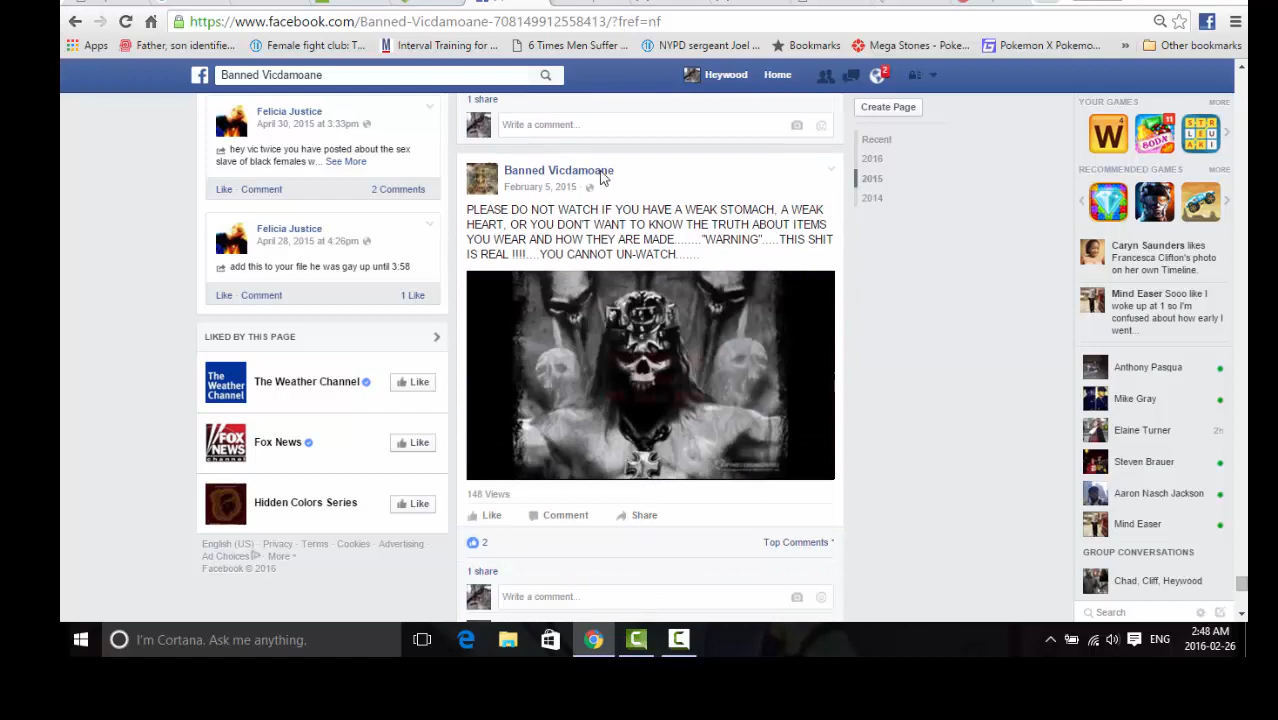 https://www.facebook.com/Banned-Vicdamoane-708149912558413/?fref=nf
Apps
Father, son identifie...
Female fight club: T...
Interval Training for ...
6 Times Men Suffer ...
NYPD sergeant Joel ...
Bookmarks
Mega Stones - Poke...
Pokemon X Pokemo...
»
Other bookmarks
Banned Vicdamoane
Heywood
Home
2
Felicia Justice
April 30, 2015 at 3:33pm
hey vic twice you have posted about the sex
slave of black females w... See More
Like · Comment
2 Comments
Felicia Justice
April 28, 2015 at 4:26pm
add this to your file he was gay up until 3:58
Like · Comment
1 Like
LIKED BY THIS PAGE
The Weather Channel
The Weather Channel
Like
FOX NEWS channel
Fox News
Like
Hidden Colors Series
Like
English (US) · Privacy · Terms · Cookies · Advertising ·
Ad Choices · More
Facebook © 2016
1 share
Write a comment...
Banned Vicdamoane
February 5, 2015 ·
PLEASE DO NOT WATCH IF YOU HAVE A WEAK STOMACH, A WEAK
HEART, OR YOU DON'T WANT TO KNOW THE TRUTH ABOUT ITEMS
YOU WEAR AND HOW THEY ARE MADE........"WARNING".....THIS SHIT
IS REAL !!!!....YOU CANNOT UN-WATCH.......
148 Views
Like
Comment
Share
2
Top Comments
1 share
Write a comment...
Create Page
Recent
2016
2015
2014
YOUR GAMES
MORE
W 4
11
SODA
RECOMMENDED GAMES
MORE
Caryn Saunders likes
Francesca Clifton's photo
on her own Timeline.
Mind Easer Sooo like I
woke up at 1 so I'm
confused about how early I
went...
Anthony Pasqua
Mike Gray
Elaine Turner
2h
Steven Brauer
Aaron Nasch Jackson
Mind Easer
GROUP CONVERSATIONS
Chad, Cliff, Heywood
Search
I'm Cortana. Ask me anything.
ENG
2:48 AM
2016-02-26